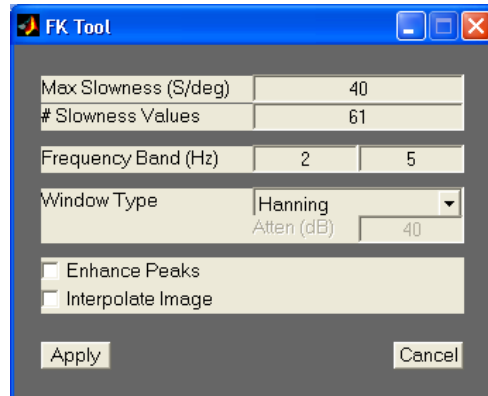 FK Tool
Max Slowness (S/deg) 40
# Slowness Values 61
Frequency Band (Hz) 2 5
Window Type Hanning
Atten (dB) 40
Enhance Peaks
Interpolate Image
Apply Cancel